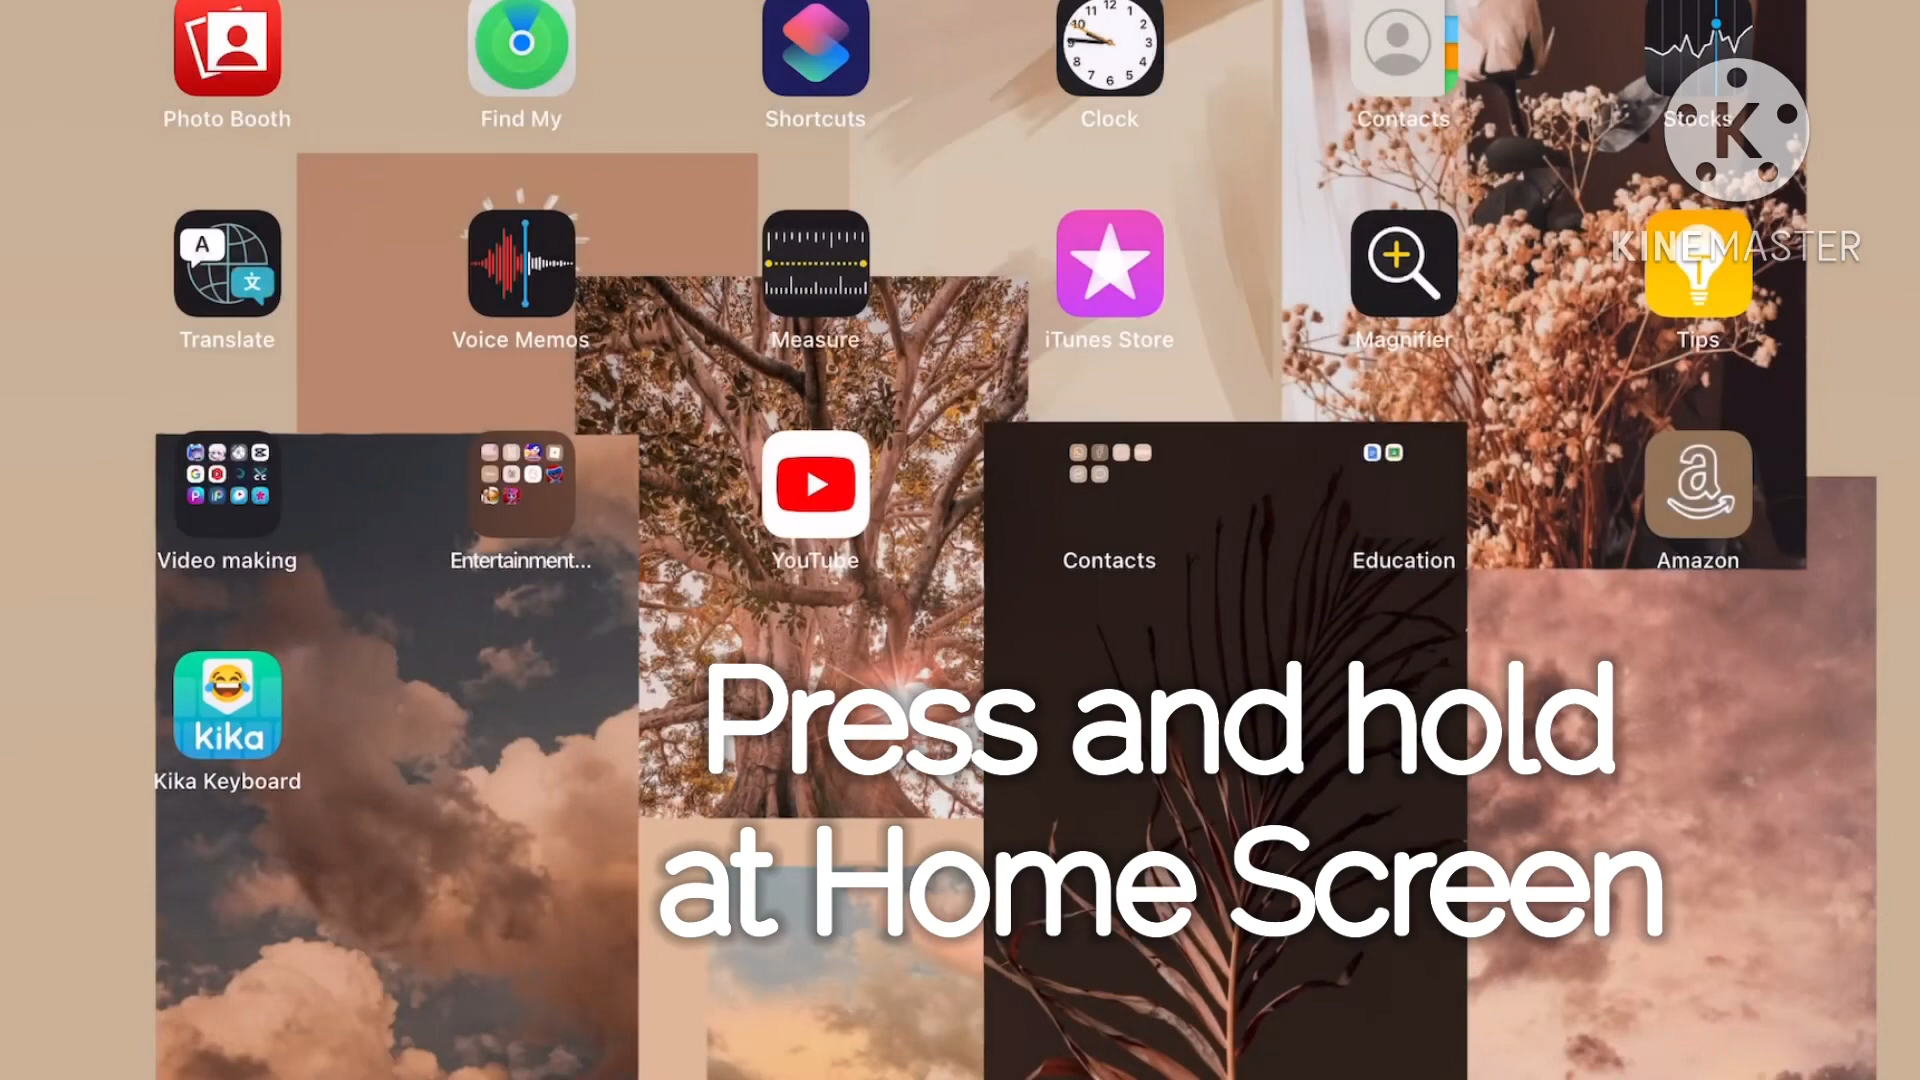 Photo Booth
Find My
Shortcuts
Clock
Contacts
Stocks
K
KINEMASTER
Translate
Voice Memos
Measure
iTunes Store
Magnifier
Tips
Video making
Entertainment...
YouTube
Contacts
Education
Amazon
kika
Kika Keyboard
Press and hold
at Home Screen